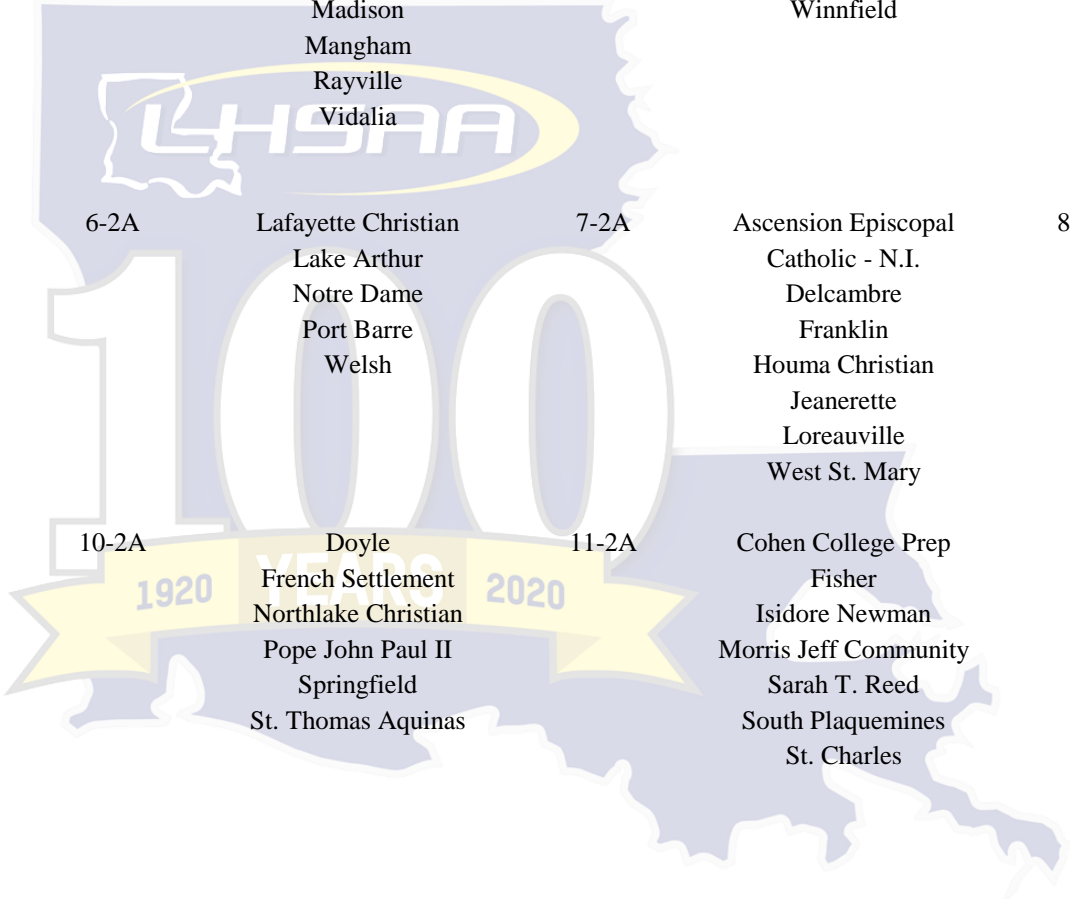 Madison Winnfield
Mangham
Rayville
Vidalia
LHSAA
6-2A Lafayette Christian 7-2A Ascension Episcopal 8
Lake Arthur Catholic - N.I.
Notre Dame Delcambre
Port Barre Franklin
Welsh Houma Christian
Jeanerette
Loreauville
West St. Mary
100
10-2A Doyle 11-2A Cohen College Prep
French Settlement Fisher
1920 YEARS 2020
Northlake Christian Isidore Newman
Pope John Paul II Morris Jeff Community
Springfield Sarah T. Reed
St. Thomas Aquinas South Plaquemines
St. Charles